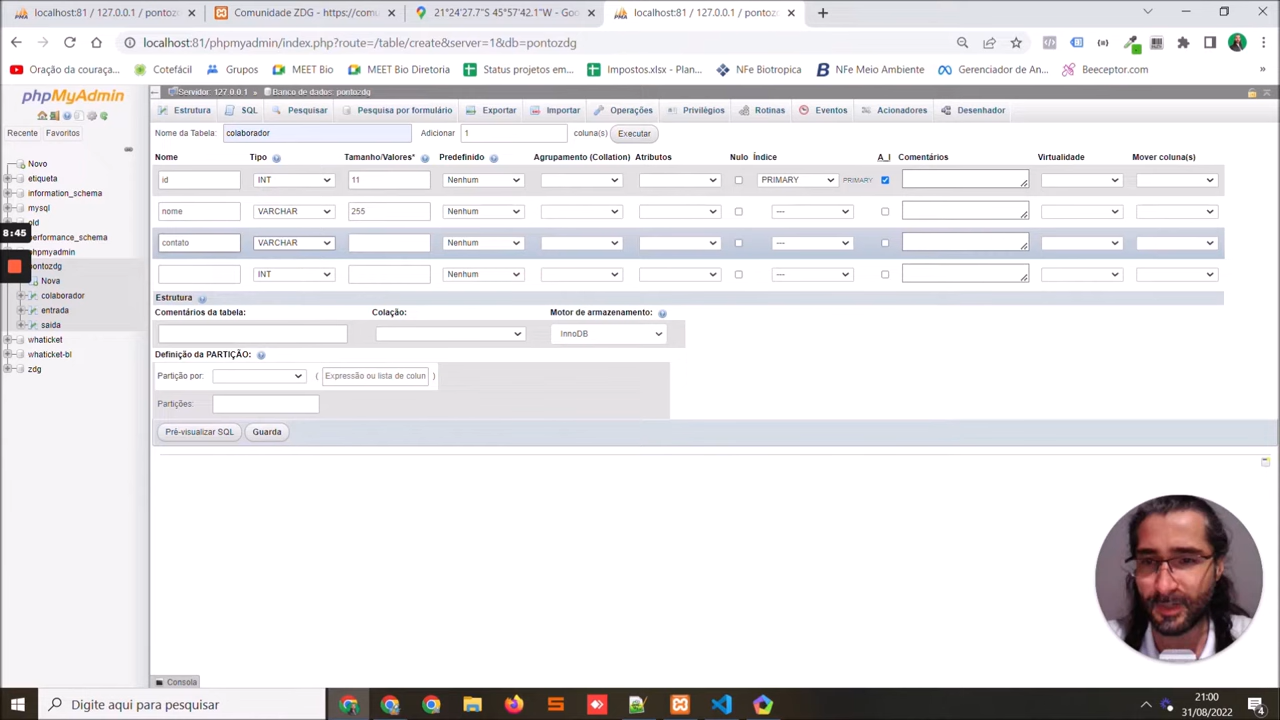 localhost:81 / 127.0.0.1 / pontoz
Comunidade ZDG - https://comu
21°24'27.7"S 45°57'42.1"W - Goo
localhost:81 / 127.0.0.1 / pontoz
localhost:81/phpmyadmin/index.php?route=/table/create&server=1&db=pontozdg
Oração da couraça...
Cotefácil
Grupos
MEET Bio
MEET Bio Diretoria
Status projetos em...
Impostos.xlsx - Plan...
NFe Biotropica
NFe Meio Ambiente
Gerenciador de An...
Beeceptor.com
»
phpMyAdmin
Recente Favoritos
Novo
etiqueta
information_schema
mysql
old
performance_schema
phpmyadmin
pontozdg
Nova
colaborador
entrada
saida
whaticket
whaticket-bl
zdg
8:45
Servidor: 127.0.0.1 » Banco de dados: pontozdg
Estrutura SQL Pesquisar Pesquisa por formulário Exportar Importar Operações Privilégios Rotinas Eventos Acionadores Desenhador
Nome da Tabela: colaborador Adicionar 1 coluna(s) Executar
Nome Tipo Tamanho/Valores* Predefinido Agrupamento (Collation) Atributos Nulo Índice A_I Comentários Virtualidade Mover coluna(s)
id INT 11 Nenhum PRIMARY PRIMARY
nome VARCHAR 255 Nenhum ---
contato VARCHAR Nenhum ---
INT Nenhum ---
Estrutura
Comentários da tabela: Colação: Motor de armazenamento:
InnoDB
Definição da PARTIÇÃO:
Partição por: ( Expressão ou lista de colun )
Partições:
Pré-visualizar SQL Guarda
Consola
Digite aqui para pesquisar
21:00
31/08/2022
4